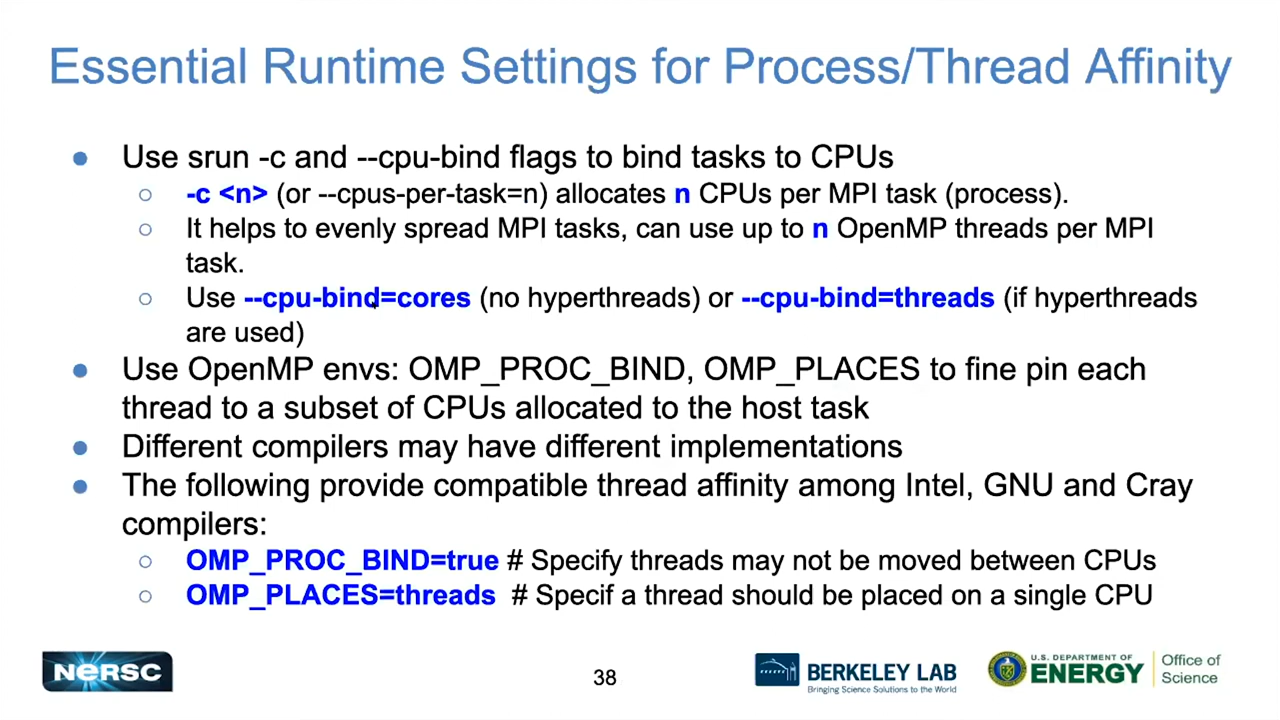 Essential Runtime Settings for Process/Thread Affinity
● Use srun -c and --cpu-bind flags to bind tasks to CPUs
○ -c <n> (or --cpus-per-task=n) allocates n CPUs per MPI task (process).
○ It helps to evenly spread MPI tasks, can use up to n OpenMP threads per MPI
task.
○ Use --cpu-bind=cores (no hyperthreads) or --cpu-bind=threads (if hyperthreads
are used)
● Use OpenMP envs: OMP_PROC_BIND, OMP_PLACES to fine pin each
thread to a subset of CPUs allocated to the host task
● Different compilers may have different implementations
● The following provide compatible thread affinity among Intel, GNU and Cray
compilers:
○ OMP_PROC_BIND=true # Specify threads may not be moved between CPUs
○ OMP_PLACES=threads # Specif a thread should be placed on a single CPU
NERSC
38
BERKELEY LAB
Bringing Science Solutions to the World
U.S. DEPARTMENT OF
ENERGY
Office of
Science